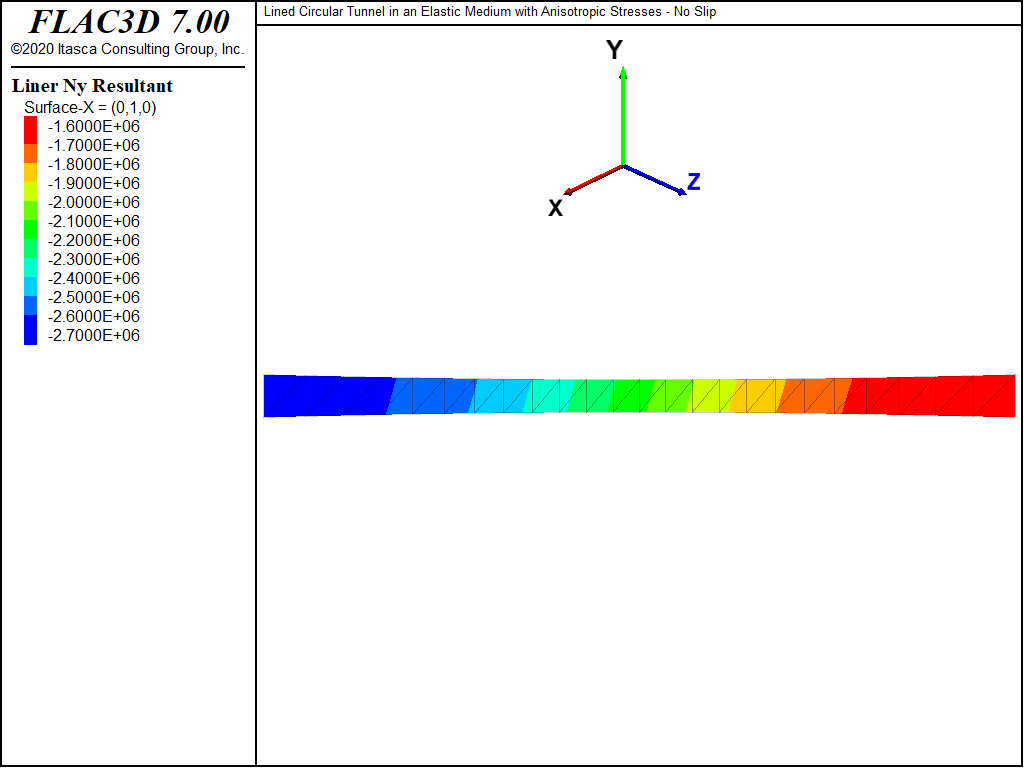 FLAC3D 7.00
©2020 Itasca Consulting Group, Inc.
Liner Ny Resultant
Surface-X = (0,1,0)
-1.6000E+06
-1.7000E+06
-1.8000E+06
-1.9000E+06
-2.0000E+06
-2.1000E+06
-2.2000E+06
-2.3000E+06
-2.4000E+06
-2.5000E+06
-2.6000E+06
-2.7000E+06
Lined Circular Tunnel in an Elastic Medium with Anisotropic Stresses - No Slip
Y
Z
X